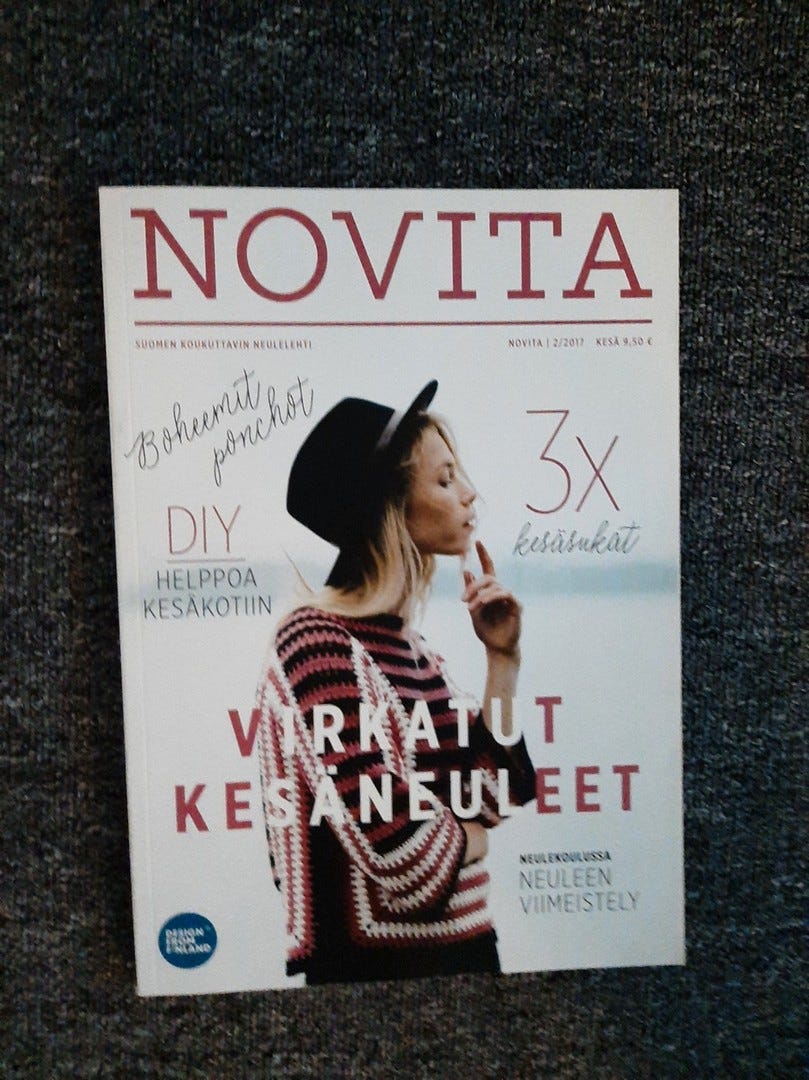 NOVITA
SUOMEN KOUKUTTAVIN NEULELEHTI
NOVITA | 2/2017 KESÄ 9,50 €
Boheemit
ponchot
3X
kesäsukat
DIY
HELPPOA
KESÄKOTIIN
VIRKATUT
KESÄNEULEET
NEULEKOULUSSA
NEULEEN
VIIMEISTELY
DESIGN
FROM
FINLAND